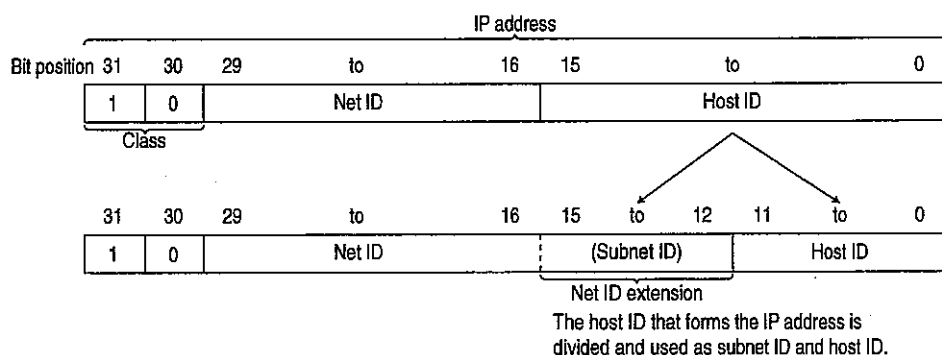 IP address
Bit position 31 30 29 to 16 15 to 0
1 0 Net ID Host ID
Class
31 30 29 to 16 15 to 12 11 to 0
1 0 Net ID (Subnet ID) Host ID
Net ID extension
The host ID that forms the IP address is
divided and used as subnet ID and host ID.